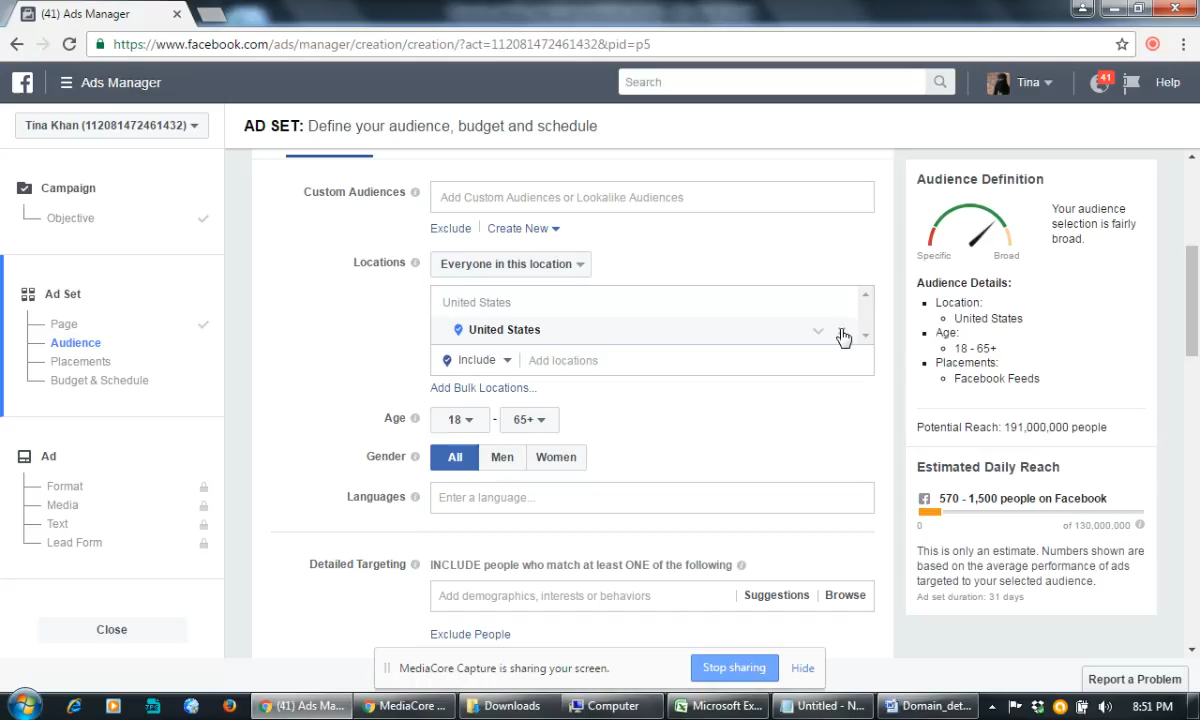 (41) Ads Manager
https://www.facebook.com/ads/manager/creation/creation/?act=112081472461432&pid=p5
Ads Manager
Search
Tina
41
Help
Tina Khan (112081472461432)
AD SET: Define your audience, budget and schedule
Campaign
Objective
Ad Set
Page
Audience
Placements
Budget & Schedule
Ad
Format
Media
Text
Lead Form
Close
Custom Audiences
Add Custom Audiences or Lookalike Audiences
Exclude
Create New
Locations
Everyone in this location
United States
United States
Include
Add locations
Add Bulk Locations...
Age
18
-
65+
Gender
All
Men
Women
Languages
Enter a language...
Detailed Targeting
INCLUDE people who match at least ONE of the following
Add demographics, interests or behaviors
Suggestions
Browse
Exclude People
Audience Definition
Your audience
selection is fairly
broad.
Specific
Broad
Audience Details:
Location:
United States
Age:
18 - 65+
Placements:
Facebook Feeds
Potential Reach: 191,000,000 people
Estimated Daily Reach
570 - 1,500 people on Facebook
0
of 130,000,000
This is only an estimate. Numbers shown are
based on the average performance of ads
targeted to your selected audience.
Ad set duration: 31 days
MediaCore Capture is sharing your screen.
Stop sharing
Hide
Report a Problem
(41) Ads Ma...
MediaCore ...
Downloads
Computer
Microsoft Ex...
Untitled - N...
Domain_det...
8:51 PM